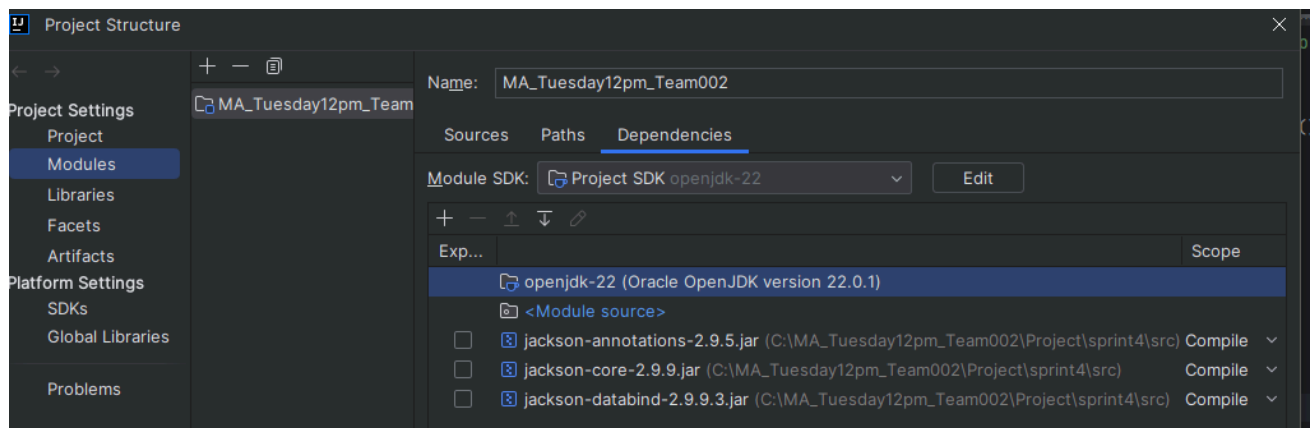 Project Structure
Project Settings
Project
Modules
Libraries
Facets
Artifacts
Platform Settings
SDKs
Global Libraries
Problems
MA_Tuesday12pm_Team
Name: MA_Tuesday12pm_Team002
Sources Paths Dependencies
Module SDK: Project SDK openjdk-22 Edit
Exp... Scope
openjdk-22 (Oracle OpenJDK version 22.0.1)
<Module source>
jackson-annotations-2.9.5.jar (C:\MA_Tuesday12pm_Team002\Project\sprint4\src) Compile
jackson-core-2.9.9.jar (C:\MA_Tuesday12pm_Team002\Project\sprint4\src) Compile
jackson-databind-2.9.9.3.jar (C:\MA_Tuesday12pm_Team002\Project\sprint4\src) Compile